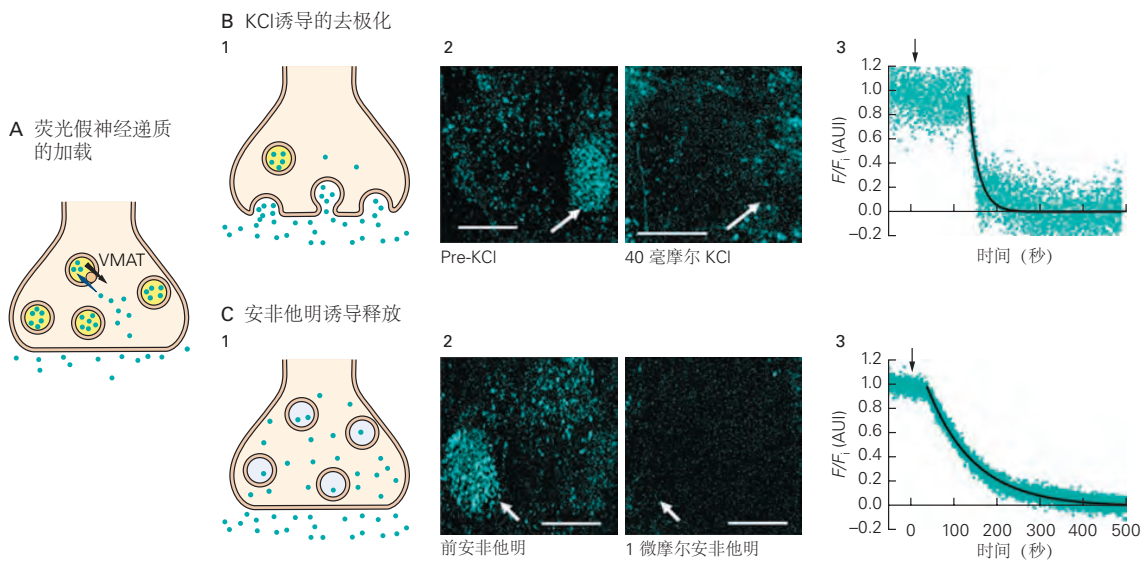 A 荧光假神经递质
的加载
VMAT
B KCl诱导的去极化
1
2
Pre-KCl
40 毫摩尔 KCl
3
F/Fi (AUI)
1.2
1.0
0.8
0.6
0.4
0.2
0.0
−0.2
时间（秒）
C 安非他明诱导释放
1
2
前安非他明
1 微摩尔安非他明
3
F/Fi (AUI)
1.2
1.0
0.8
0.6
0.4
0.2
0.0
−0.2
0 100 200 300 400 500
时间（秒）